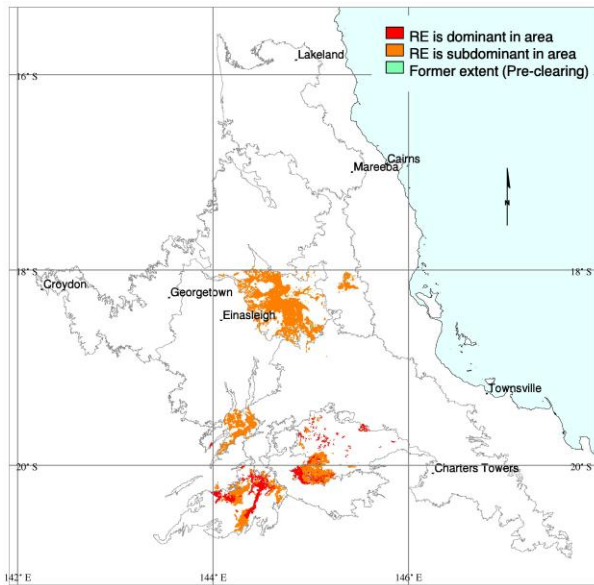 RE is dominant in area
RE is subdominant in area
Former extent (Pre-clearing)
Lakeland
16° S
Cairns
Mareeba
N
18° S
18° S
Croydon
Georgetown
Einasleigh
Townsville
20° S
20° S
Charters Towers
142° E
144° E
146° E